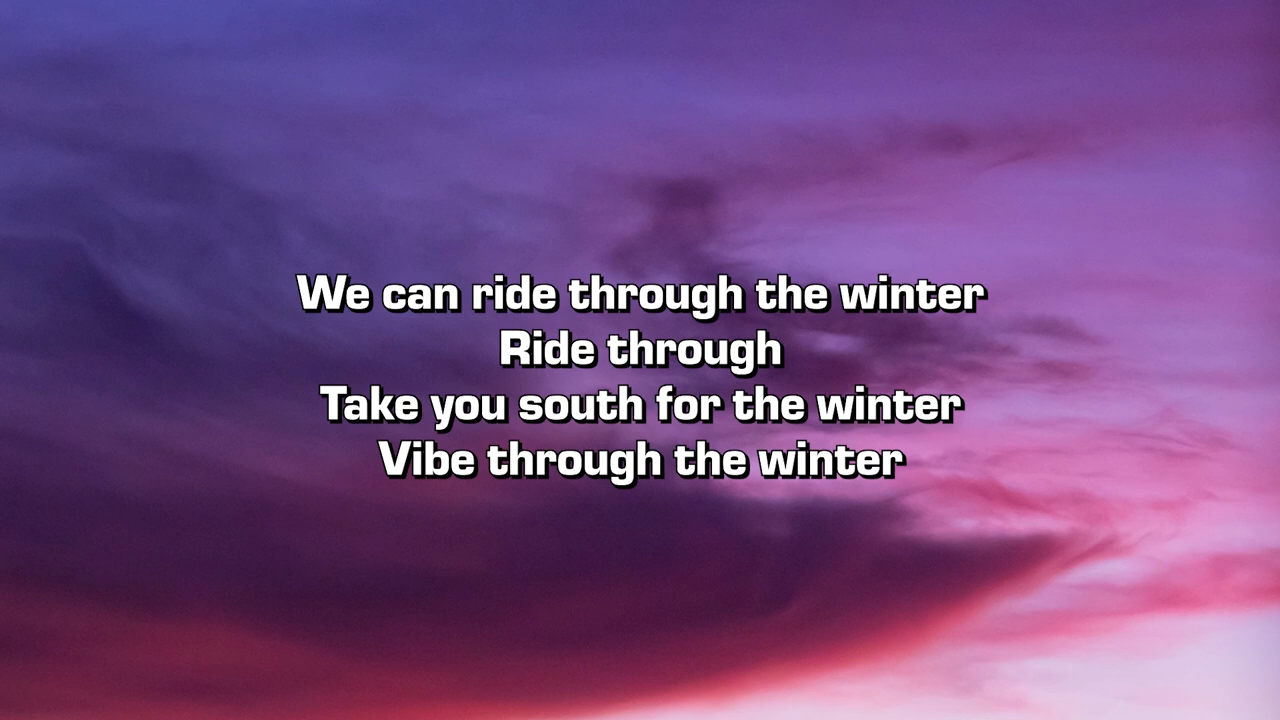 We can ride through the winter
Ride through
Take you south for the winter
Vibe through the winter